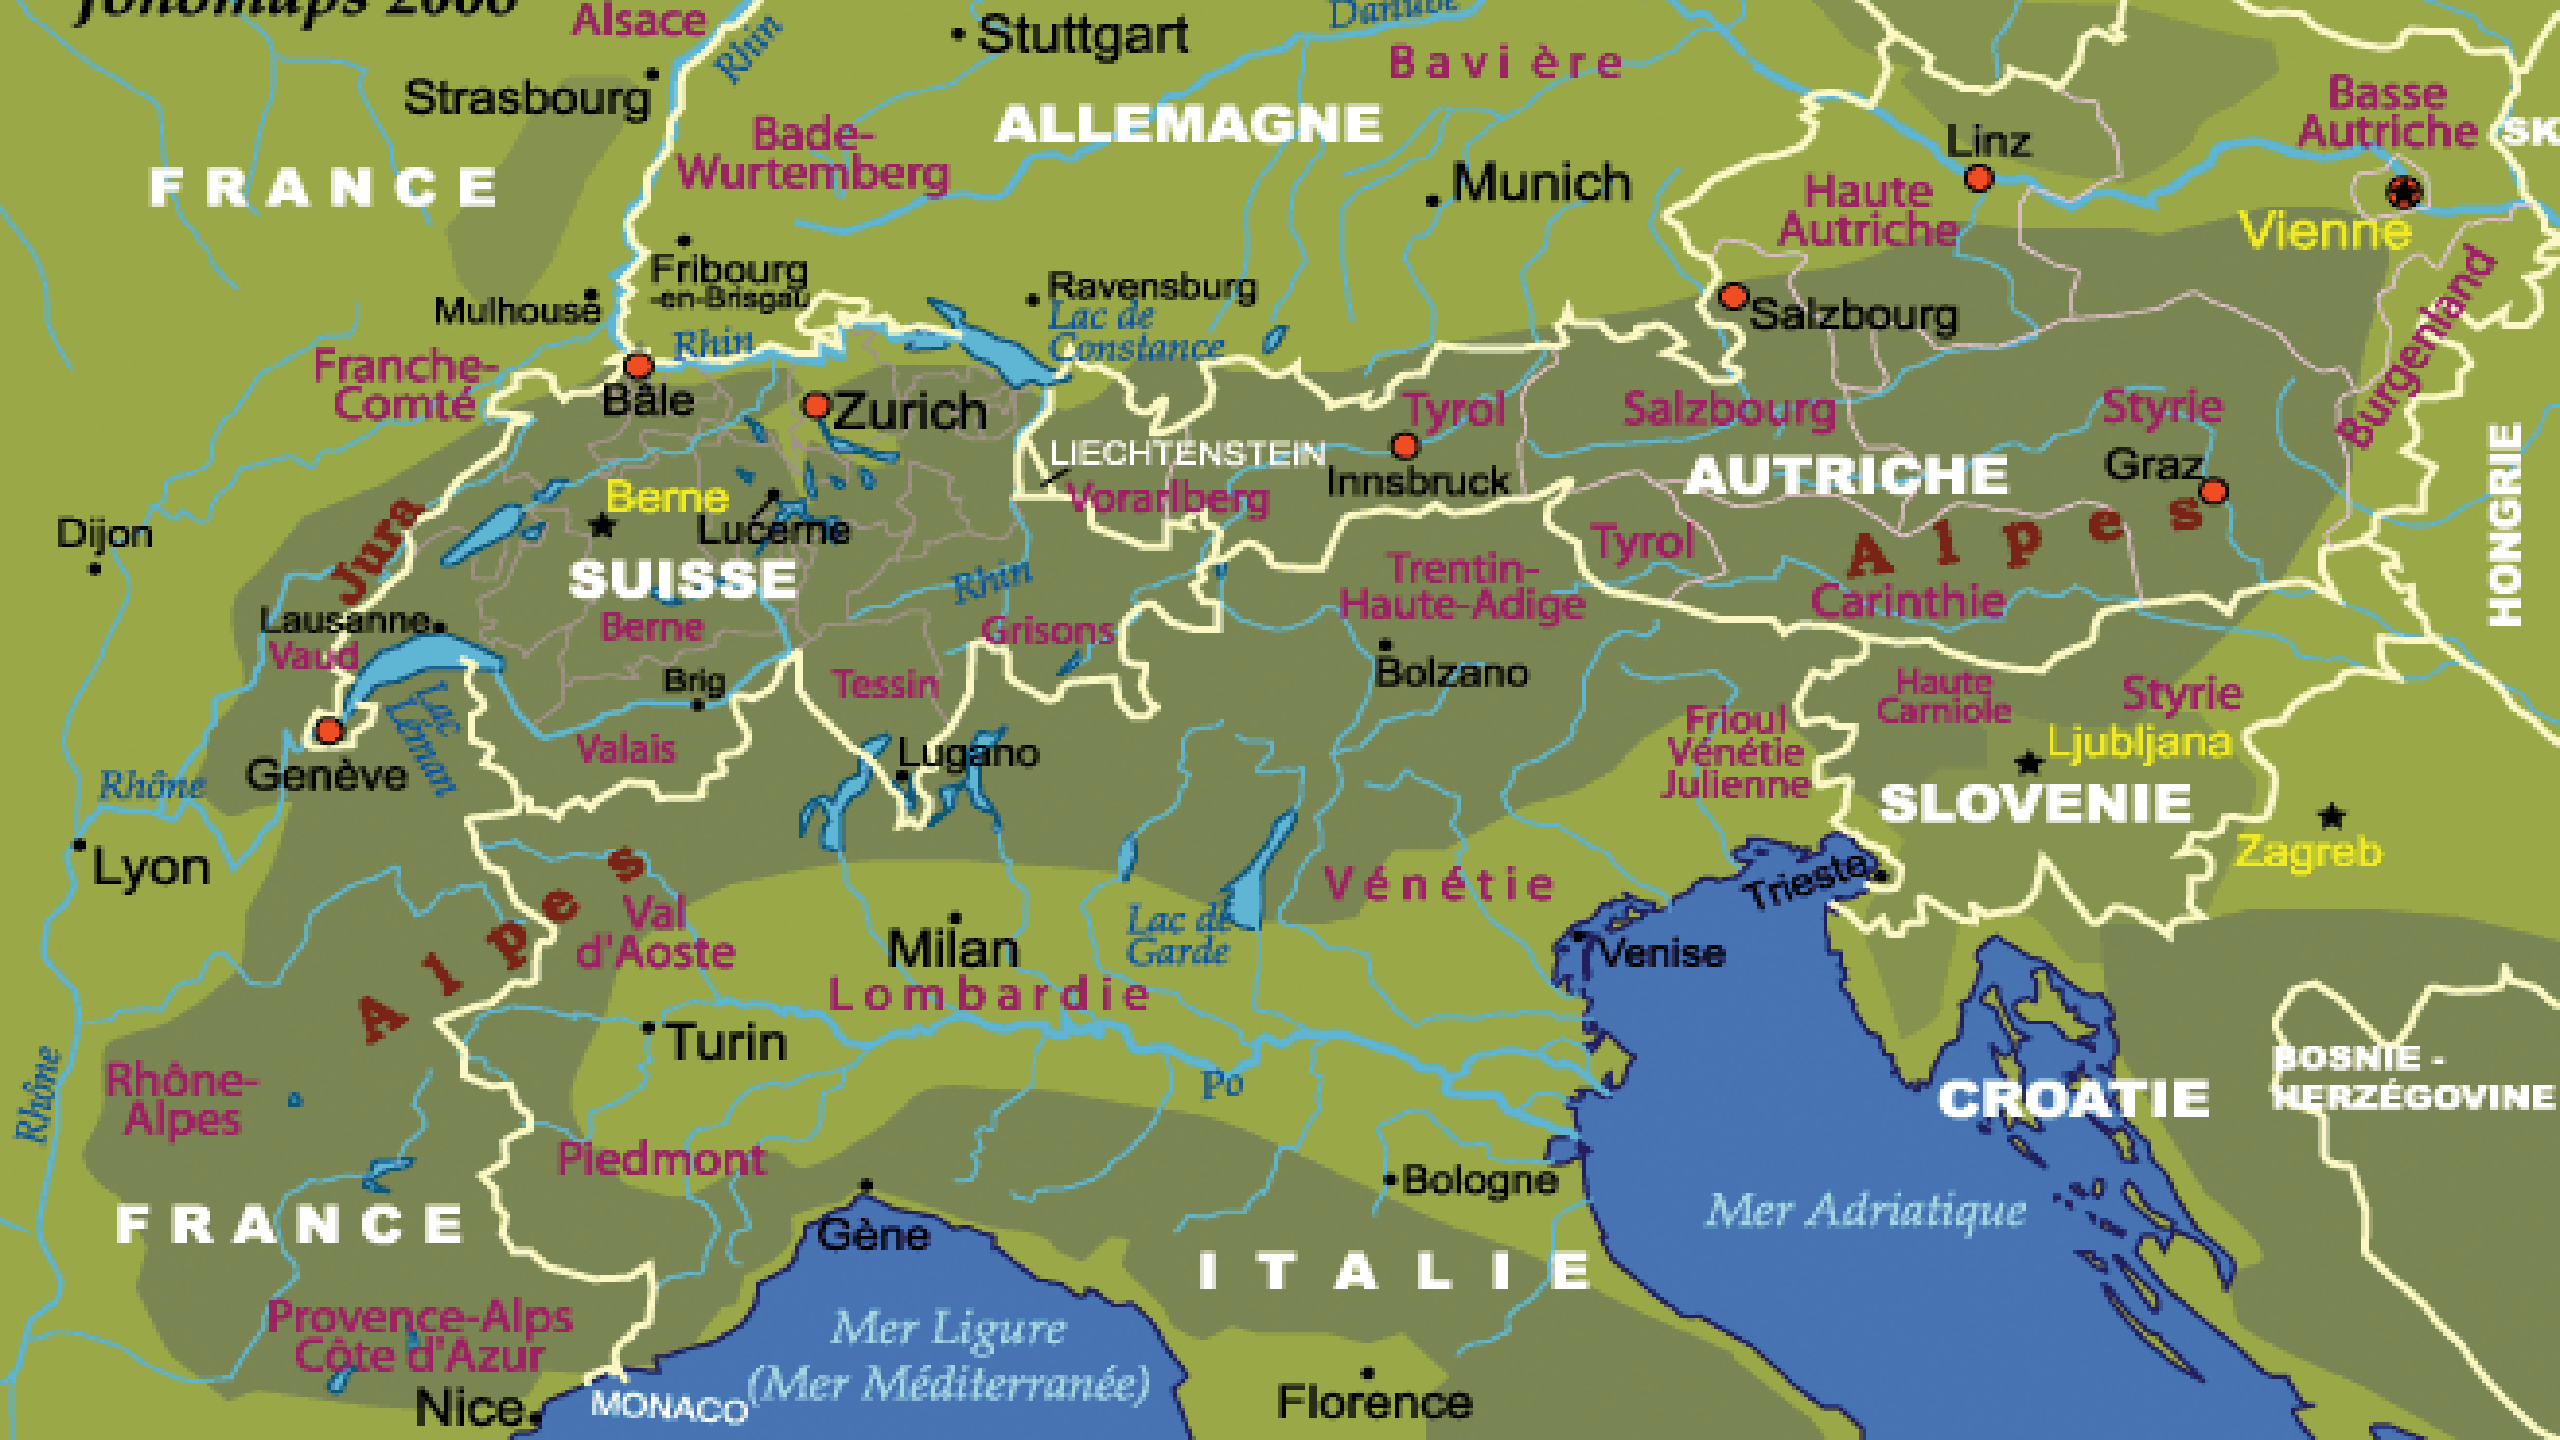 Jonomaps 2006
Alsace
Rhin
Stuttgart
Danube
Bavière
Strasbourg
Basse
Autriche
SK
ALLEMAGNE
Bade-
Wurtemberg
Linz
FRANCE
Munich
Haute
Autriche
Vienne
Fribourg
-en-Brisgau
Ravensburg
Mulhouse
Lac de
Constance
Salzbourg
Burgenland
Rhin
Franche-
Comté
Bâle
Zurich
Tyrol
Salzbourg
Styrie
LIECHTENSTEIN
Innsbruck
AUTRICHE
Graz
HONGRIE
Berne
Vorarlberg
Lucerne
Dijon
Jura
Alpes
Tyrol
SUISSE
Rhin
Trentin-
Haute-Adige
Carinthie
Lausanne
Berne
Grisons
Vaud
Brig
Tessin
Bolzano
Haute
Carniole
Styrie
Lac
Léman
Valais
Lugano
Frioul
Vénétie
Julienne
Ljubljana
Genève
Rhône
SLOVENIE
Zagreb
Lyon
Alpes
Val
d'Aoste
Vénétie
Trieste
Milan
Lac de
Garde
Venise
Lombardie
Turin
Po
Rhône
Rhône-
Alpes
CROATIE
BOSNIE -
HERZÉGOVINE
Piedmont
Bologne
Mer Adriatique
FRANCE
Gène
ITALIE
Provence-Alps
Côte d'Azur
Mer Ligure
(Mer Méditerranée)
Nice
MONACO
Florence